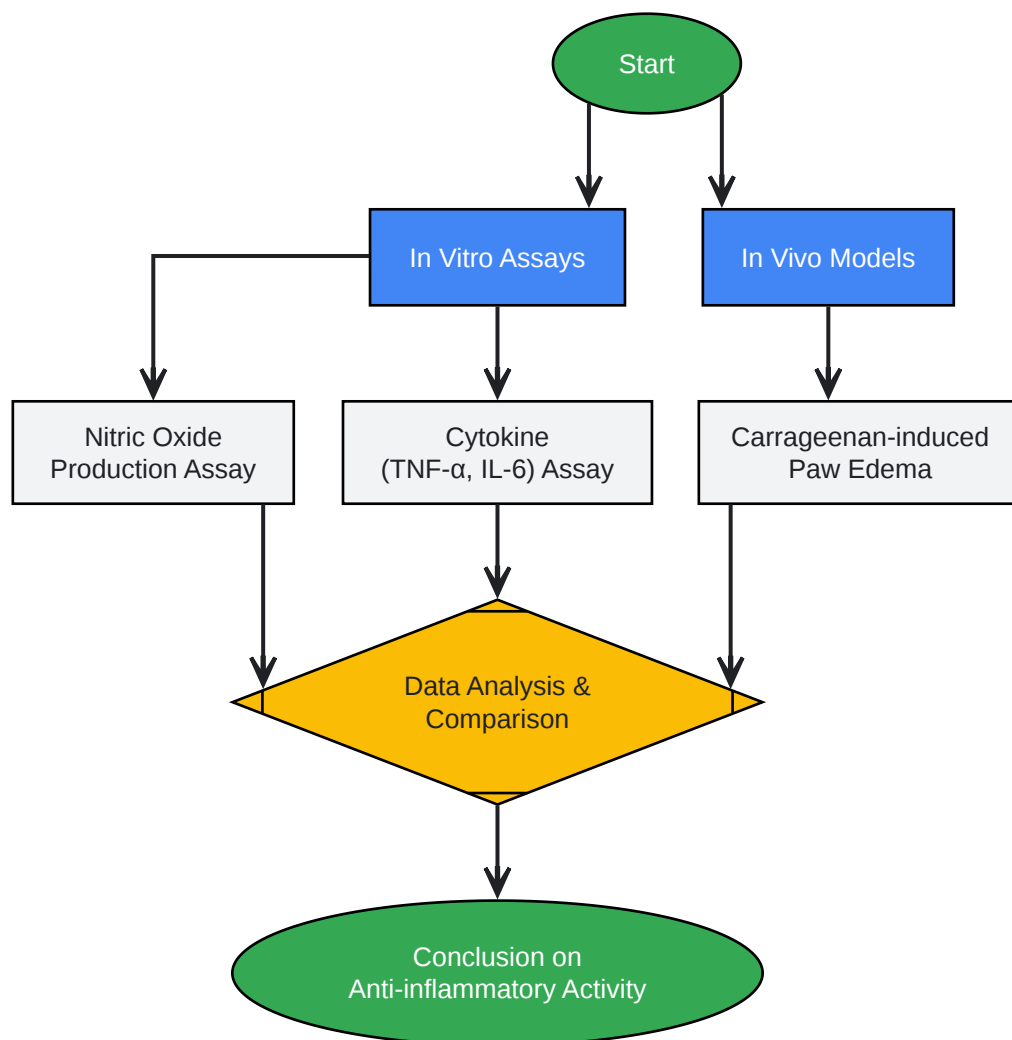 Start
In Vitro Assays
In Vivo Models
Nitric Oxide
Production Assay
Cytokine
(TNF-α, IL-6) Assay
Carrageenan-induced
Paw Edema
Data Analysis &
Comparison
Conclusion on
Anti-inflammatory Activity